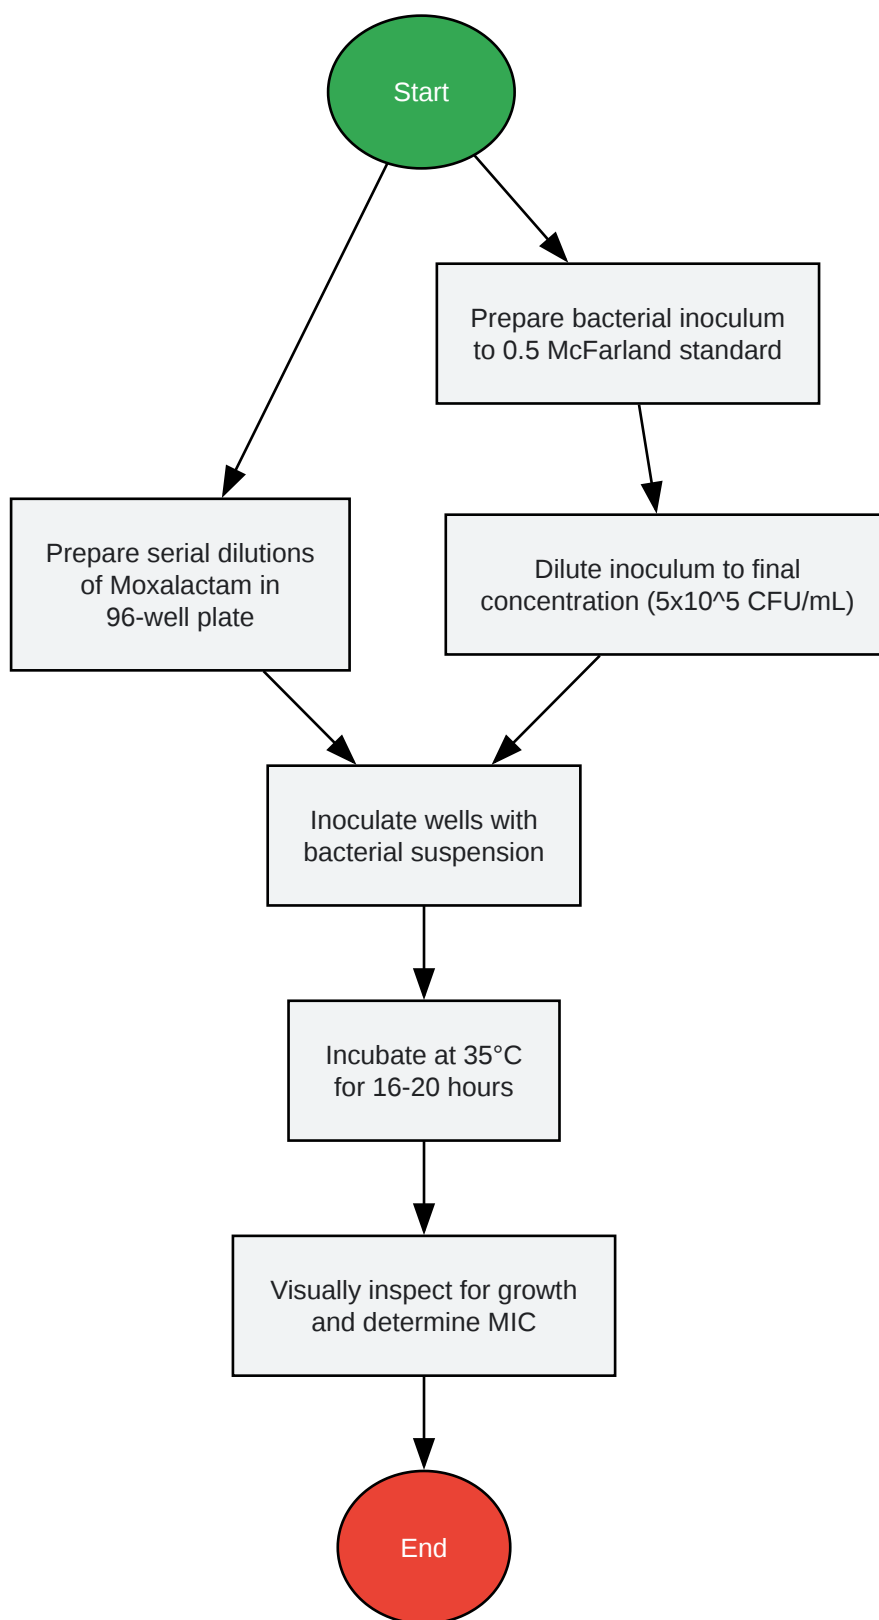 Start
Prepare bacterial inoculum
to 0.5 McFarland standard
Prepare serial dilutions
of Moxalactam in
96-well plate
Dilute inoculum to final
concentration (5x10^5 CFU/mL)
Inoculate wells with
bacterial suspension
Incubate at 35°C
for 16-20 hours
Visually inspect for growth
and determine MIC
End